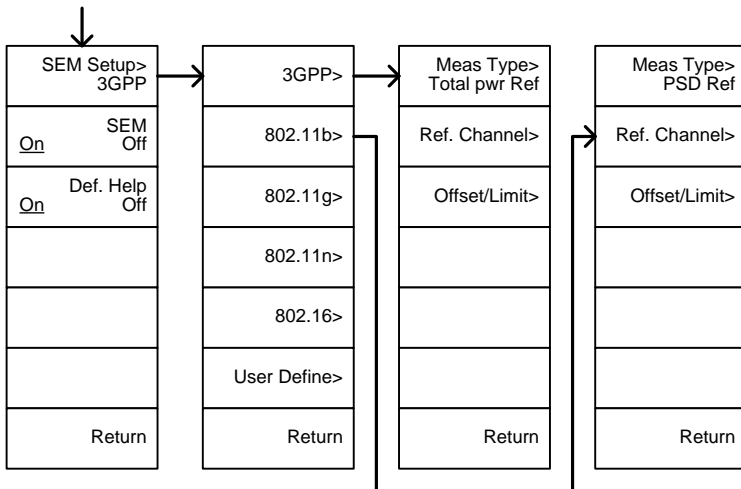 SEM Setup>
3GPP
SEM
On Off
Def. Help
On Off
Return
3GPP>
802.11b>
802.11g>
802.11n>
802.16>
User Define>
Return
Meas Type>
Total pwr Ref
Ref. Channel>
Offset/Limit>
Return
Meas Type>
PSD Ref
Ref. Channel>
Offset/Limit>
Return